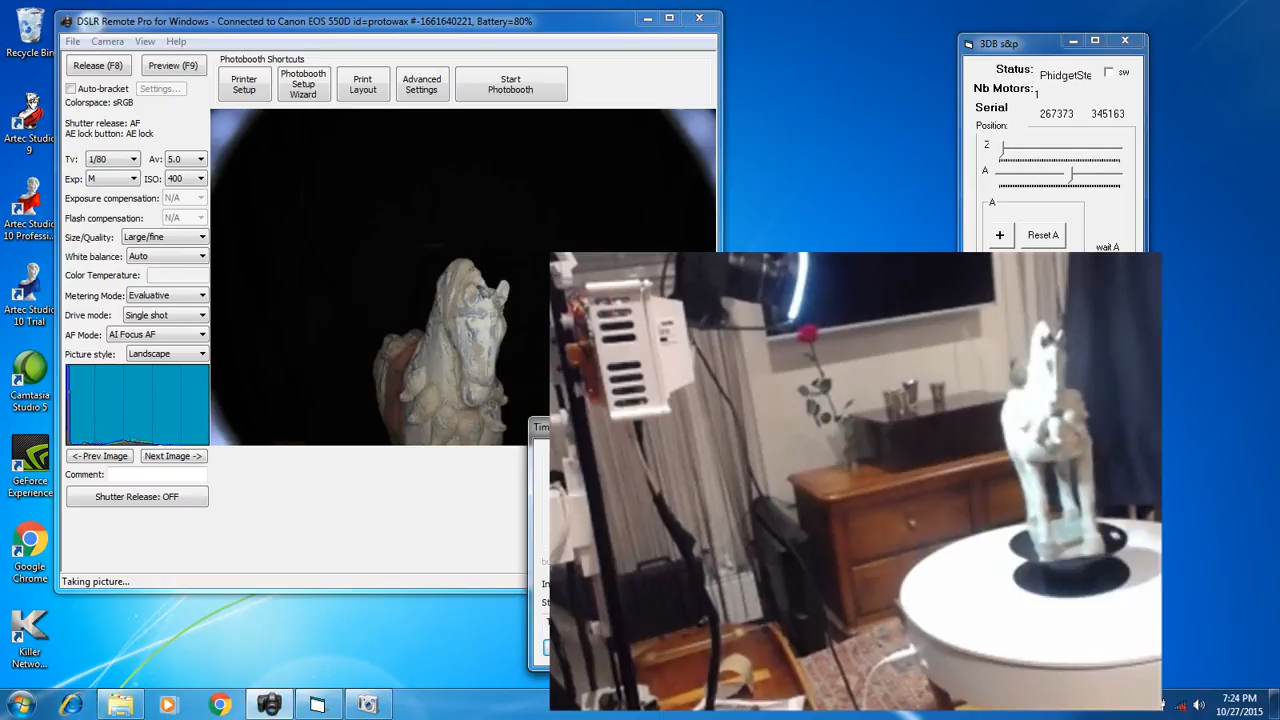 Recycle Bin
Artec Studio
9
Artec Studio
10 Professi...
Artec Studio
10 Trial
Camtasia
Studio 5
GeForce
Experience
Google
Chrome
Killer
Netwo...
DSLR Remote Pro for Windows - Connected to Canon EOS 550D id=protowax #-1661640221, Battery=80%
File Camera View Help
Release (F8) Preview (F9)
Auto-bracket Settings...
Colorspace: sRGB
Shutter release: AF
AE lock button: AE lock
Tv: 1/80 Av: 5.0
Exp: M ISO: 400
Exposure compensation: N/A
Flash compensation: N/A
Size/Quality: Large/fine
White balance: Auto
Color Temperature:
Metering Mode: Evaluative
Drive mode: Single shot
AF Mode: AI Focus AF
Picture style: Landscape
<- Prev Image Next Image ->
Comment:
Shutter Release: OFF
Taking picture...
Photobooth Shortcuts
Printer
Setup
Photobooth
Setup
Wizard
Print
Layout
Advanced
Settings
Start
Photobooth
Tim
In
St
3DB s&p
Status: PhidgetSte sw
Nb Motors: 1
Serial 267373 345163
Position:
Z
A
A
+ Reset A
wait A
7:24 PM
10/27/2015